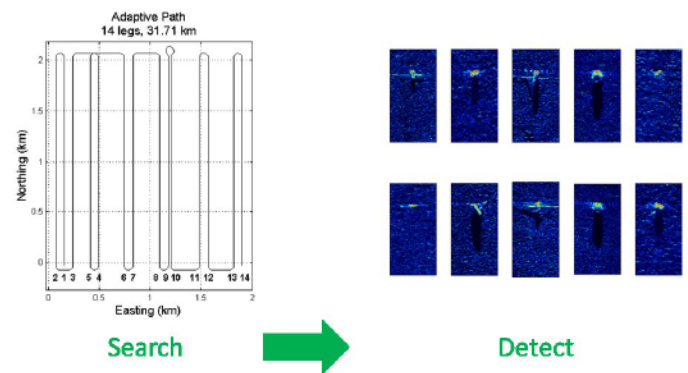 Adaptive Path
14 legs, 31.71 km
Northing (km)
2
1.5
1
0.5
0
2 1 3 5 4 6 7 8 9 10 11 12 13 14
0 0.5 1 1.5 2
Easting (km)
Search
Detect